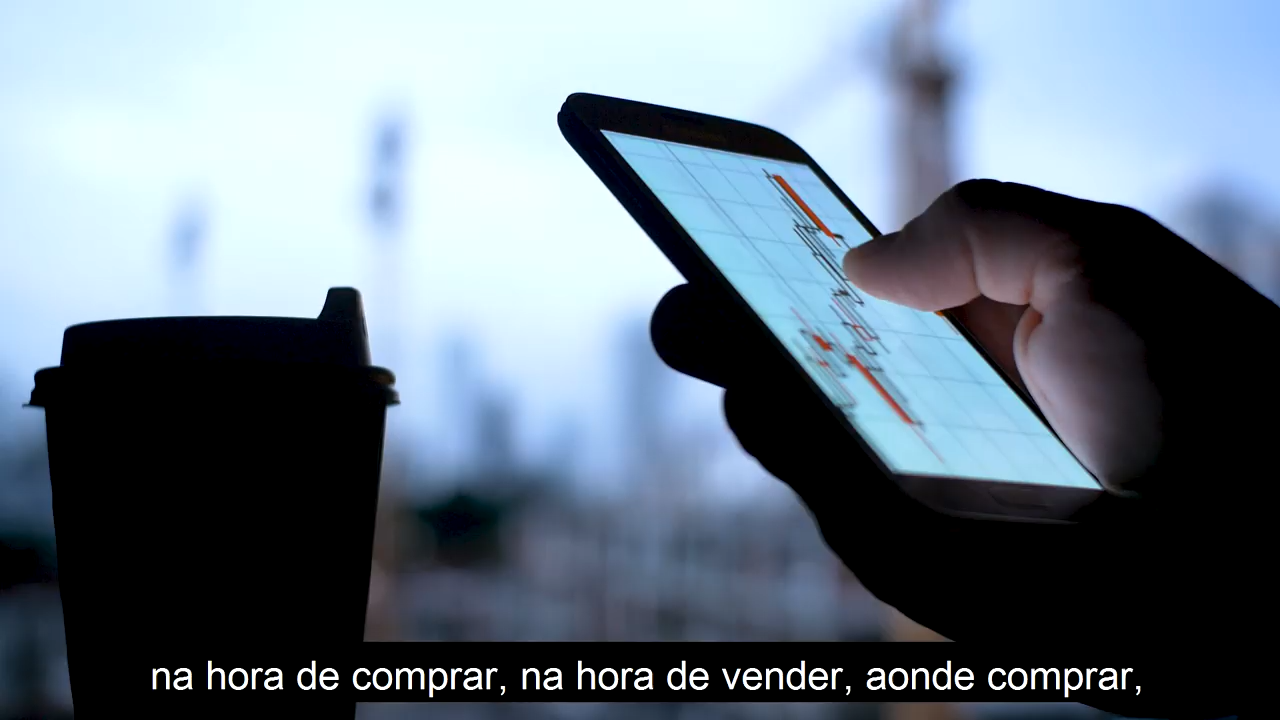 na hora de comprar, na hora de vender, aonde comprar,